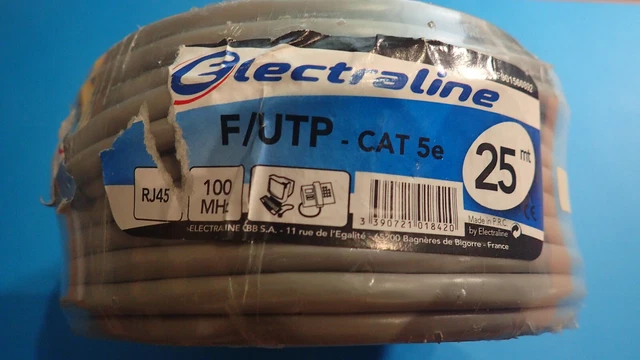 Electraline
F/UTP - CAT 5e
25 mt
RJ45
100
MHz
3 390721 018420
Made in P.R.C.
by Electraline
CE
ELECTRALINE CBB S.A. - 11 rue de l'Egalité - 65200 Bagnères de Bigorre - France